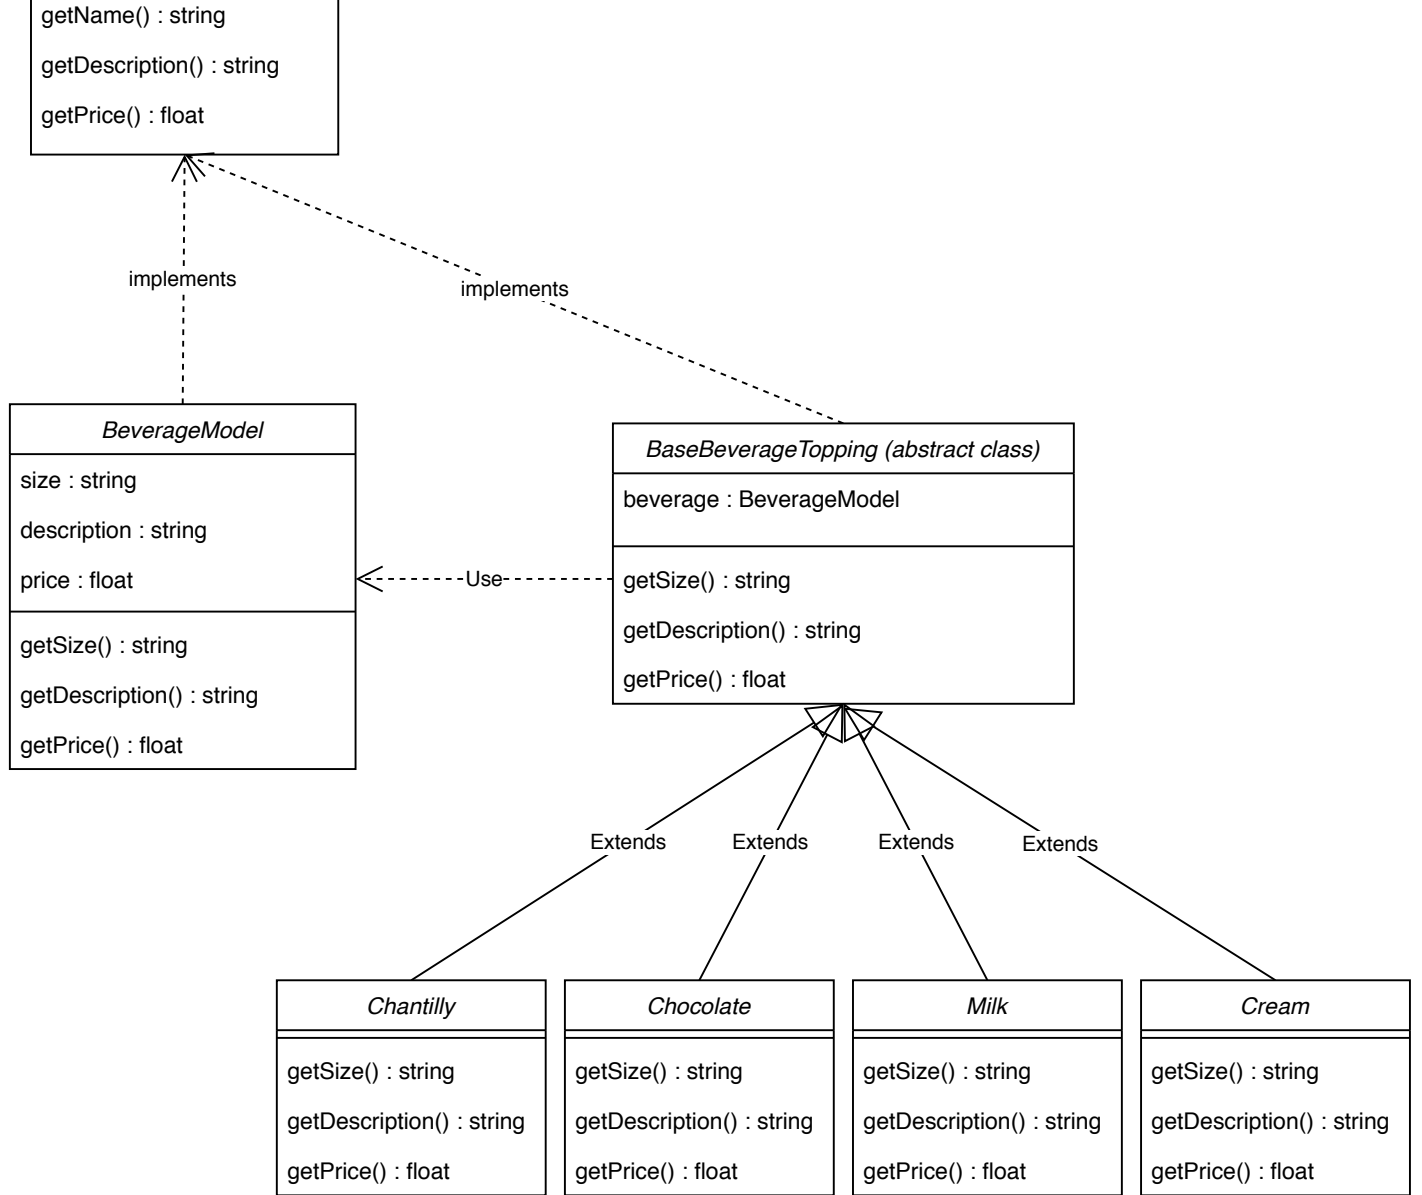 getName() : string
getDescription() : string
getPrice() : float
implements
implements
BeverageModel
size : string
description : string
price : float
getSize() : string
getDescription() : string
getPrice() : float
Use
BaseBeverageTopping (abstract class)
beverage : BeverageModel
getSize() : string
getDescription() : string
getPrice() : float
Extends
Extends
Extends
Extends
Chantilly
getSize() : string
getDescription() : string
getPrice() : float
Chocolate
getSize() : string
getDescription() : string
getPrice() : float
Milk
getSize() : string
getDescription() : string
getPrice() : float
Cream
getSize() : string
getDescription() : string
getPrice() : float